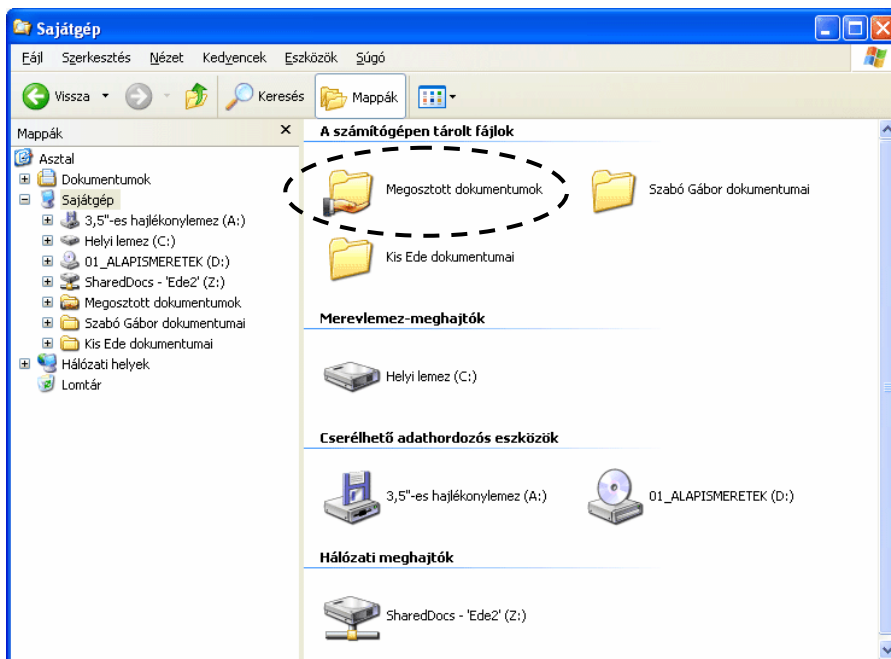 Sajátgép
Fájl Szerkesztés Nézet Kedvencek Eszközök Súgó
Vissza Keresés Mappák
Mappák
Asztal
Dokumentumok
Sajátgép
3,5"-es hajlékonylemez (A:)
Helyi lemez (C:)
01_ALAPISMERETEK (D:)
SharedDocs - 'Ede2' (Z:)
Megosztott dokumentumok
Szabó Gábor dokumentumai
Kis Ede dokumentumai
Hálózati helyek
Lomtár
A számítógépen tárolt fájlok
Megosztott dokumentumok
Szabó Gábor dokumentumai
Kis Ede dokumentumai
Merevlemez-meghajtók
Helyi lemez (C:)
Cserélhető adathordozós eszközök
3,5"-es hajlékonylemez (A:)
01_ALAPISMERETEK (D:)
Hálózati meghajtók
SharedDocs - 'Ede2' (Z:)